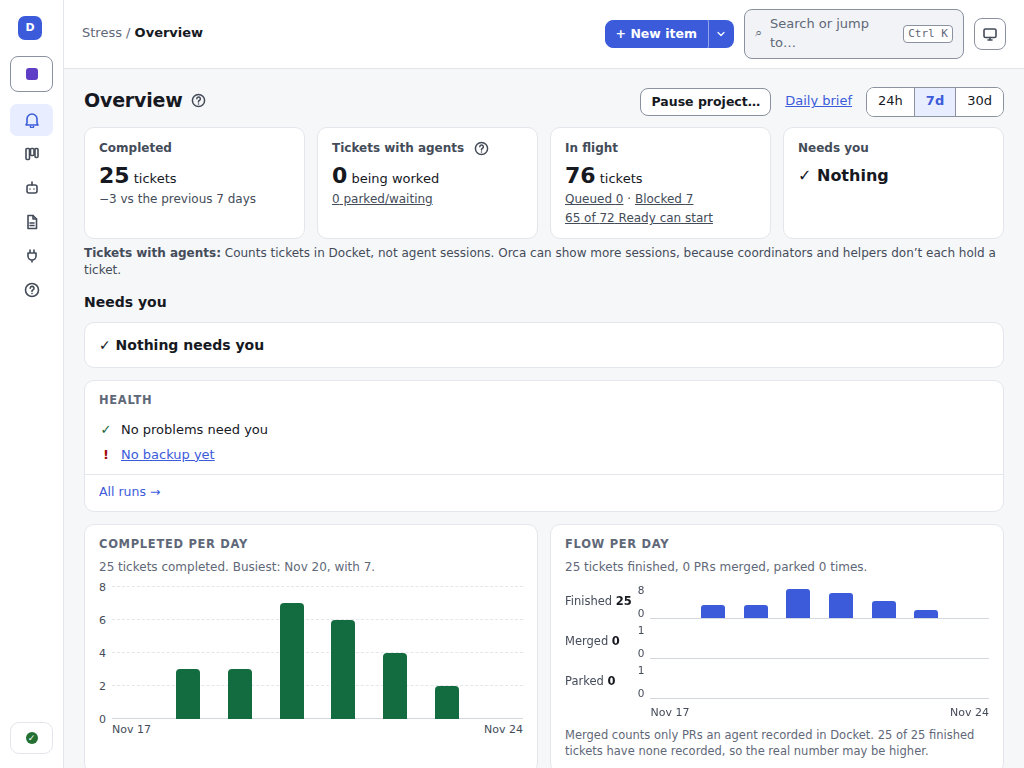 D
Stress / Overview
+ New item
Search or jump to…
Ctrl K
Overview
Pause project…
Daily brief
24h
7d
30d
Completed
25 tickets
−3 vs the previous 7 days
Tickets with agents
0 being worked
0 parked/waiting
In flight
76 tickets
Queued 0 · Blocked 7
65 of 72 Ready can start
Needs you
✓ Nothing
Tickets with agents: Counts tickets in Docket, not agent sessions. Orca can show more sessions, because coordinators and helpers don’t each hold a
ticket.
Needs you
✓ Nothing needs you
HEALTH
✓ No problems need you
! No backup yet
All runs →
COMPLETED PER DAY
25 tickets completed. Busiest: Nov 20, with 7.
8
6
4
2
0
Nov 17
Nov 24
FLOW PER DAY
25 tickets finished, 0 PRs merged, parked 0 times.
Finished 25
8
0
Merged 0
1
0
Parked 0
1
0
Nov 17
Nov 24
Merged counts only PRs an agent recorded in Docket. 25 of 25 finished
tickets have none recorded, so the real number may be higher.